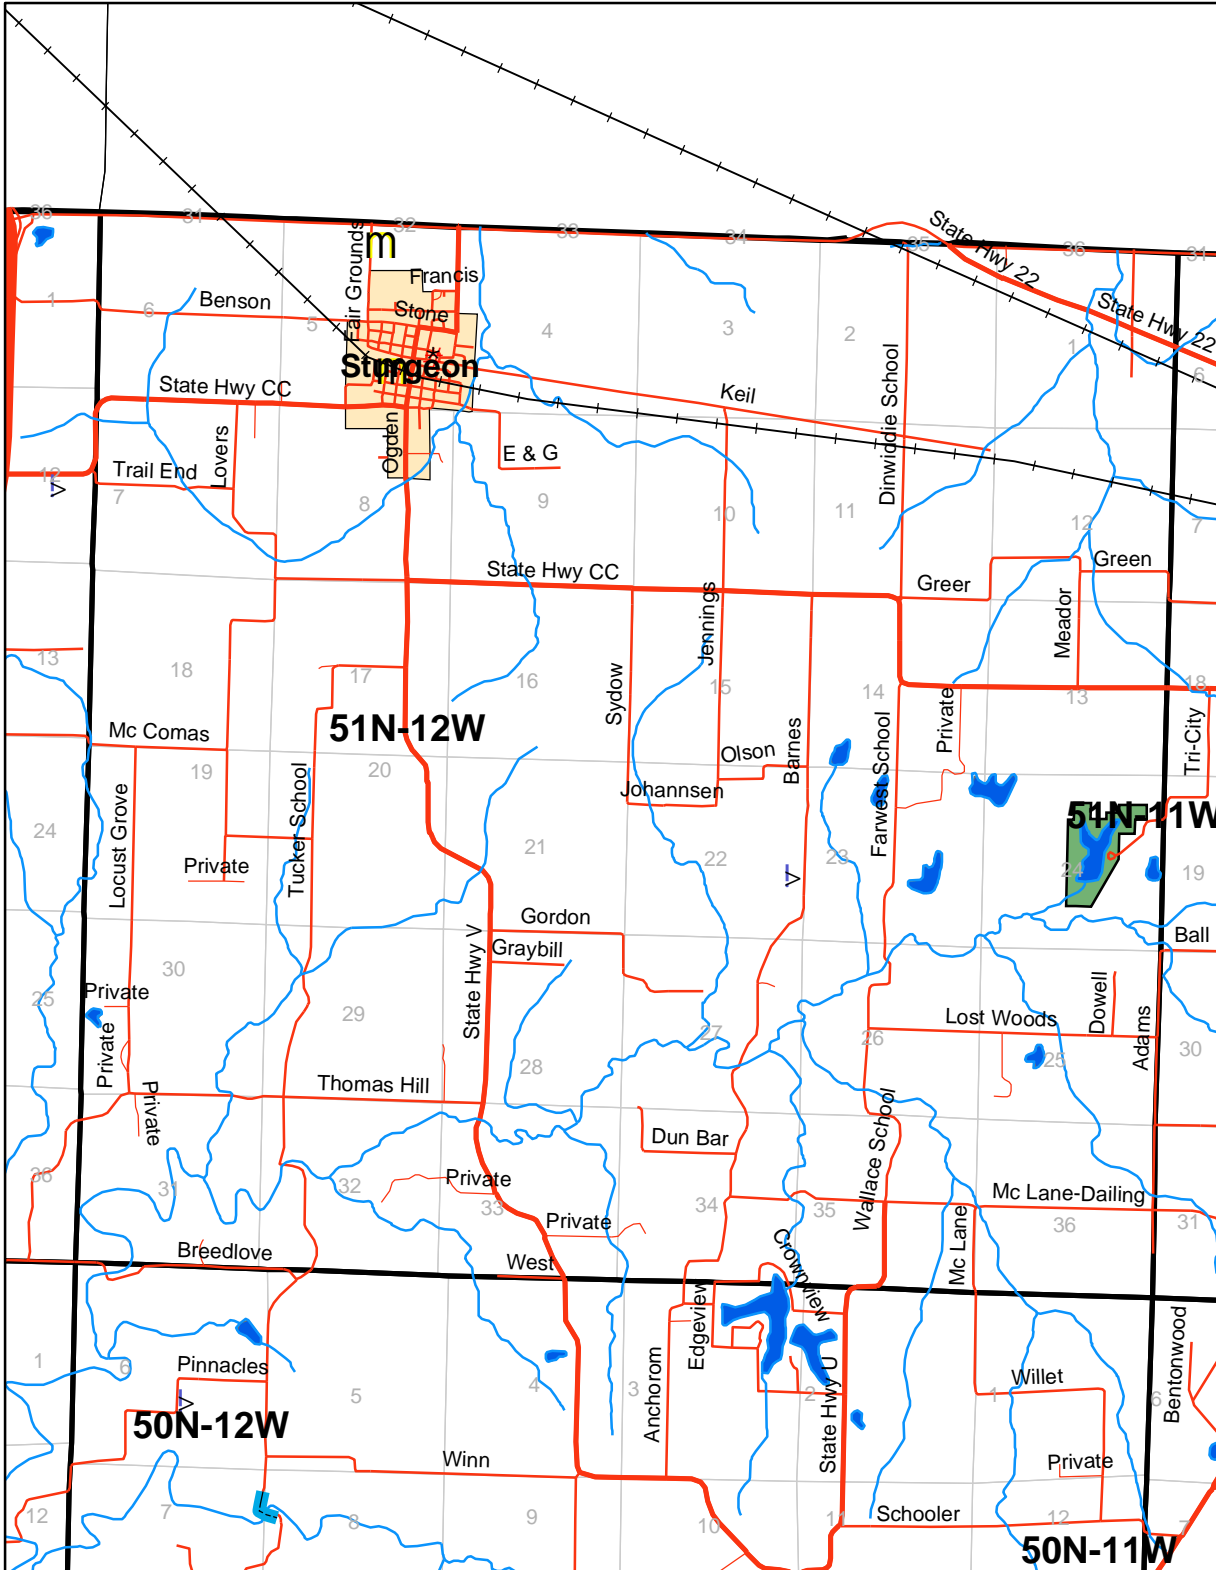 36
31
32
33
34
35
36
31
State Hwy 22
State Hwy 22
m
Fair Grounds
Francis
Stone
Benson
1
6
5
4
3
2
1
6
Sturgeon
m
*
State Hwy CC
Keil
Dinwiddie School
Lovers
Ogden
E & G
Trail End
12
7
8
9
10
11
12
7
State Hwy CC
Greer
Green
Meador
Jennings
Sydow
13
18
17
16
15
14
13
18
51N-12W
Mc Comas
Private
Tri-City
Barnes
Olson
Johannsen
Farwest School
19
20
Locust Grove
Tucker School
51N-11W
24
21
22
23
24
19
Private
Gordon
Graybill
State Hwy V
Ball
30
25
Private
Private
29
Dowell
Lost Woods
Adams
27
26
25
30
28
Thomas Hill
Private
Dun Bar
Wallace School
36
31
32
Private
33
34
35
Mc Lane-Dailing
36
31
Private
Mc Lane
Breedlove
West
Crownview
Edgeview
Anchorom
State Hwy U
Bentonwood
1
6
Pinnacles
5
4
3
2
1
Willet
6
50N-12W
Winn
Private
12
7
8
9
10
11
Schooler
12
7
50N-11W